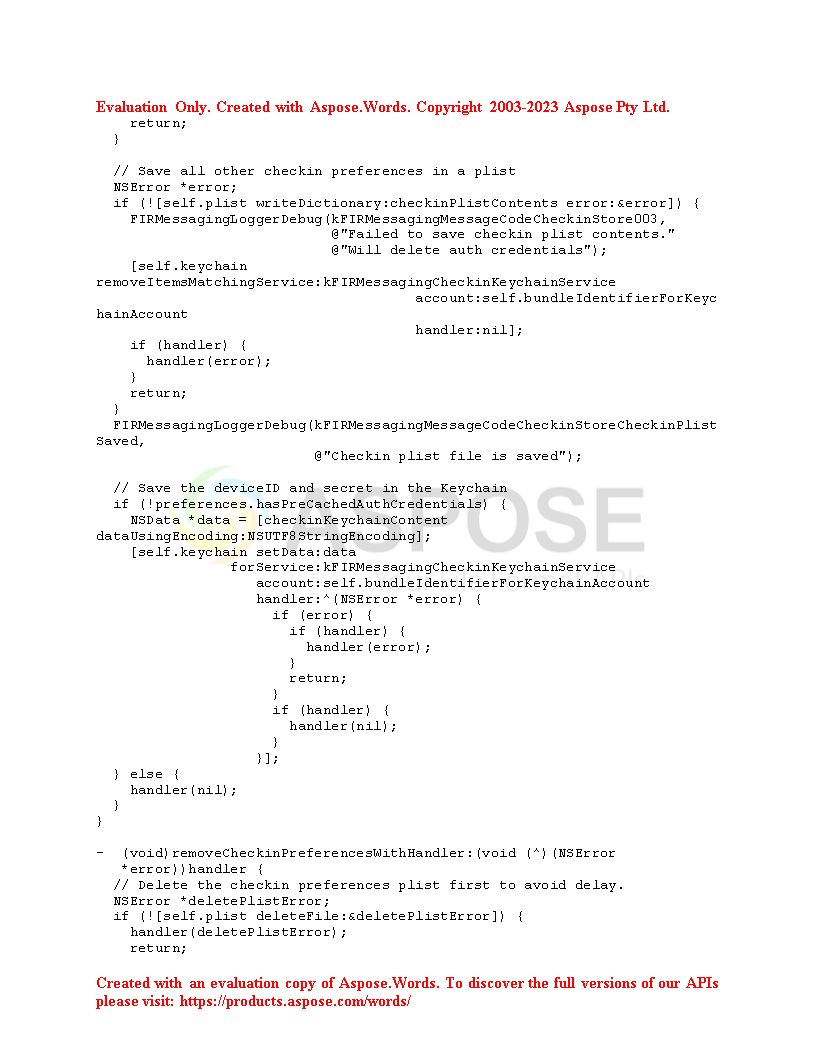 Evaluation Only. Created with Aspose.Words. Copyright 2003-2023 Aspose Pty Ltd.
    return;
  }

  // Save all other checkin preferences in a plist
  NSError *error;
  if (![self.plist writeDictionary:checkinPlistContents error:&error]) {
    FIRMessagingLoggerDebug(kFIRMessagingMessageCodeCheckinStore003,
                            @"Failed to save checkin plist contents."
                            @"Will delete auth credentials");
    [self.keychain
removeItemsMatchingService:kFIRMessagingCheckinKeychainService
                                      account:self.bundleIdentifierForKeyc
hainAccount
                                      handler:nil];
    if (handler) {
      handler(error);
    }
    return;
  }
  FIRMessagingLoggerDebug(kFIRMessagingMessageCodeCheckinStoreCheckinPlist
Saved,
                          @"Checkin plist file is saved");

  // Save the deviceID and secret in the Keychain
  if (!preferences.hasPreCachedAuthCredentials) {
    NSData *data = [checkinKeychainContent
dataUsingEncoding:NSUTF8StringEncoding];
    [self.keychain setData:data
                forService:kFIRMessagingCheckinKeychainService
                   account:self.bundleIdentifierForKeychainAccount
                   handler:^(NSError *error) {
                     if (error) {
                       if (handler) {
                         handler(error);
                       }
                       return;
                     }
                     if (handler) {
                       handler(nil);
                     }
                   }];
  } else {
    handler(nil);
  }
}

- (void)removeCheckinPreferencesWithHandler:(void (^)(NSError
   *error))handler {
  // Delete the checkin preferences plist first to avoid delay.
  NSError *deletePlistError;
  if (![self.plist deleteFile:&deletePlistError]) {
    handler(deletePlistError);
    return;
ASPOSE
Created with an evaluation copy of Aspose.Words. To discover the full versions of our APIs
please visit: https://products.aspose.com/words/